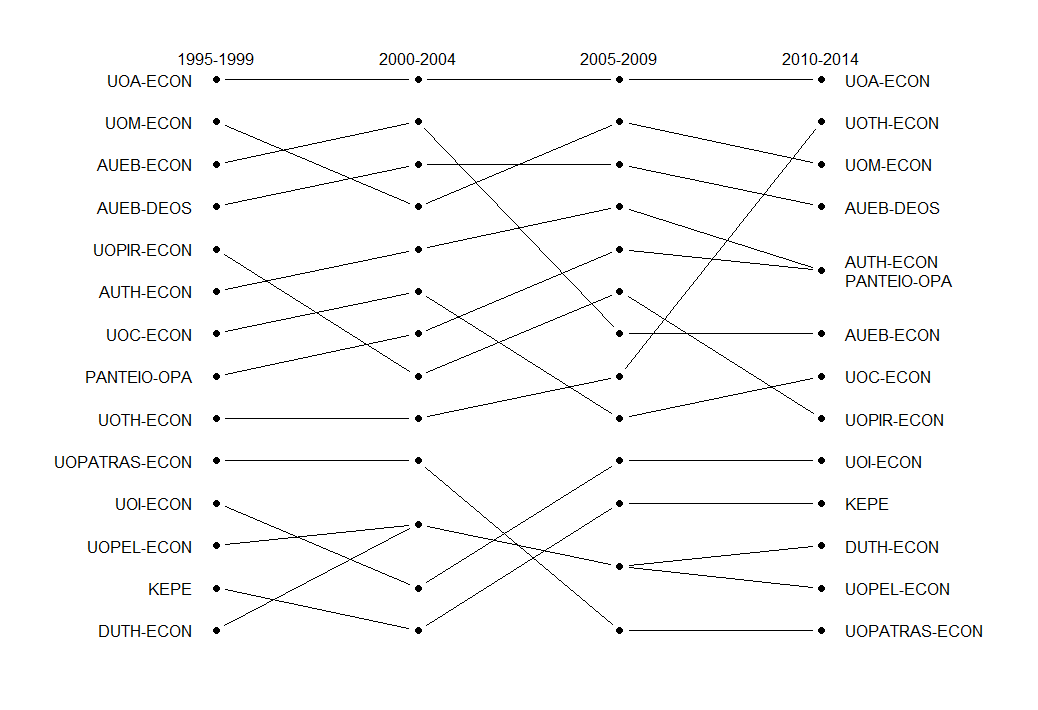 1995-1999 2000-2004 2005-2009 2010-2014
UOA-ECON UOA-ECON
UOM-ECON UOTH-ECON
AUEB-ECON UOM-ECON
AUEB-DEOS AUEB-DEOS
UOPIR-ECON AUTH-ECON
PANTEIO-OPA
AUTH-ECON
UOC-ECON AUEB-ECON
PANTEIO-OPA UOC-ECON
UOTH-ECON UOPIR-ECON
UOPATRAS-ECON UOI-ECON
UOI-ECON KEPE
UOPEL-ECON DUTH-ECON
KEPE UOPEL-ECON
DUTH-ECON UOPATRAS-ECON